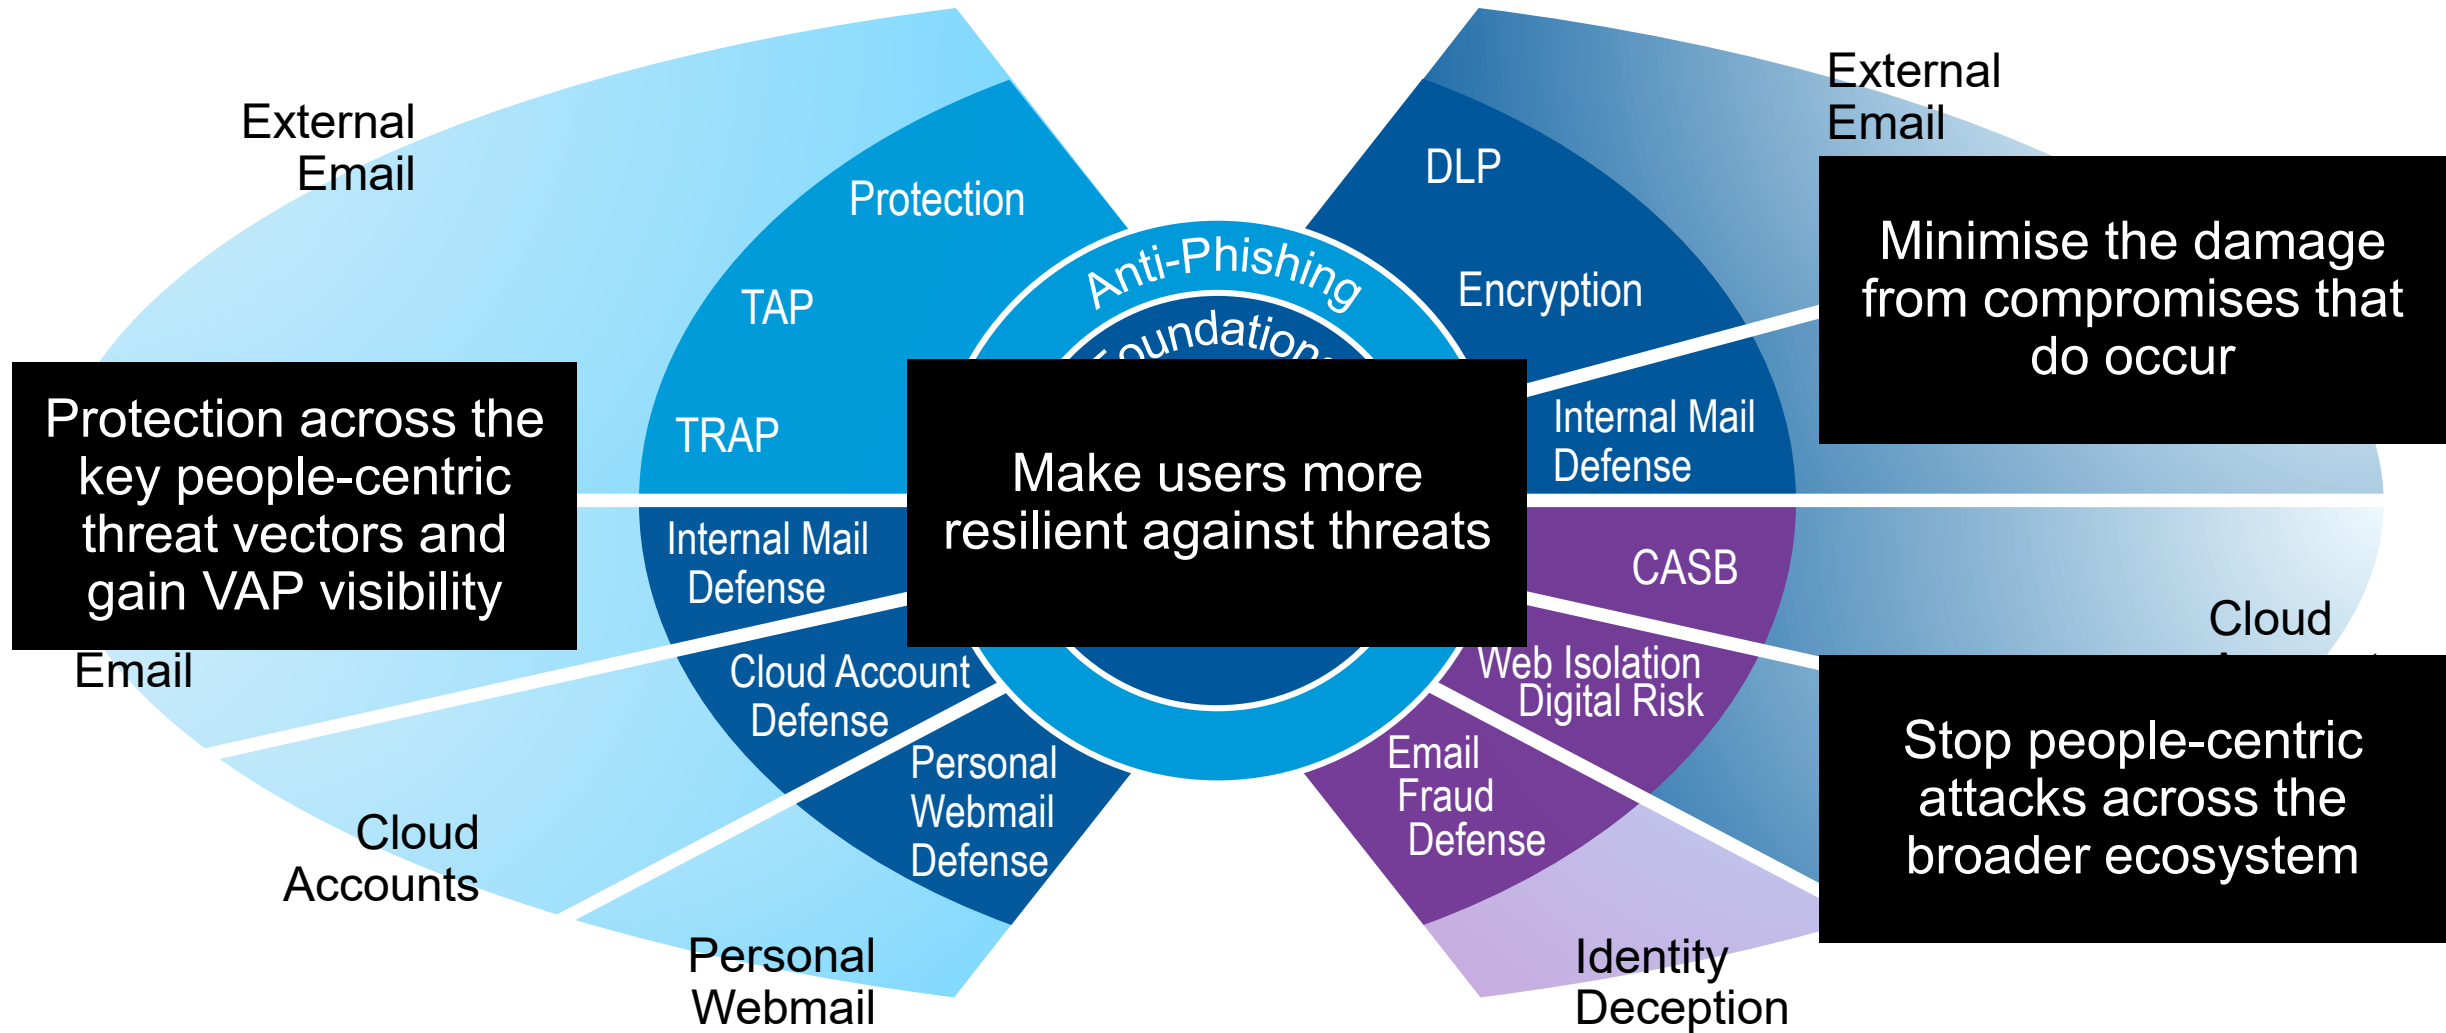 External
Email
Protection
TAP
TRAP
Protection across the
key people-centric
threat vectors and
gain VAP visibility
Email
Internal Mail
Defense
Cloud Account
Defense
Personal
Webmail
Defense
Cloud
Accounts
Personal
Webmail
Anti-Phishing
Make users more
resilient against threats
External
Email
DLP
Encryption
Internal Mail
Defense
Minimise the damage
from compromises that
do occur
CASB
Web Isolation
Digital Risk
Email
Fraud
Defense
Cloud
Stop people-centric
attacks across the
broader ecosystem
Identity
Deception